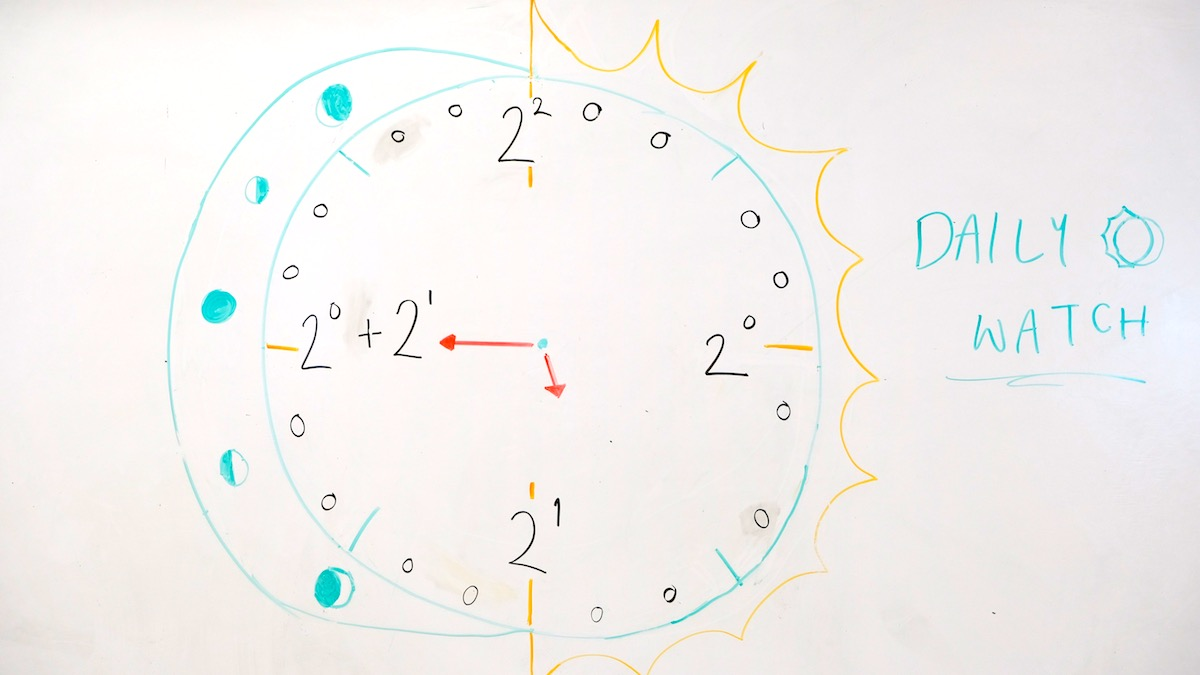 2²
2⁰ + 2¹
2⁰
2¹
DAILY
WATCH